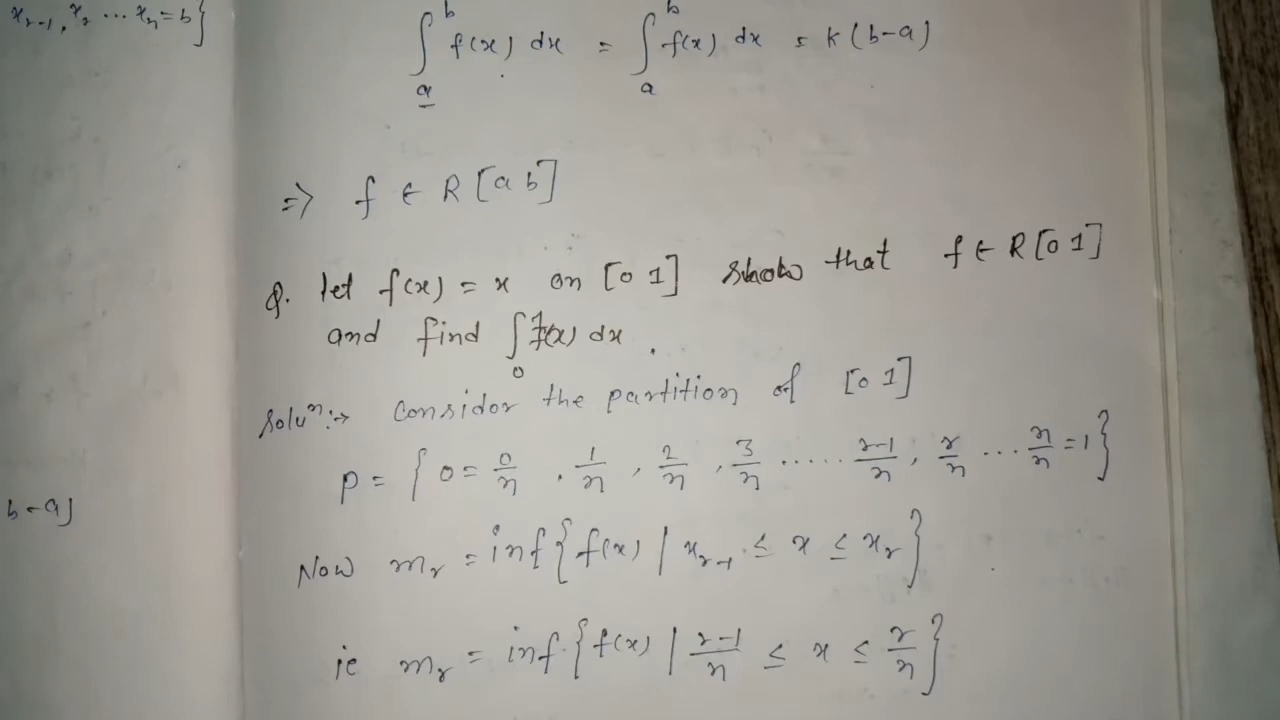 x_{r-1}, x_r ... x_n = b}
∫_a^b f(x) dx = ∫_a^b f(x) dx = K(b-a)
=> f ∈ R[a b]
Q. let f(x) = x on [0 1] show that f ∈ R[0 1]
and find ∫_0^1 f(x) dx.
Soluⁿ:→ Consider the partition of [0 1]
P = {0 = 0/n, 1/n, 2/n, 3/n ..... r-1/n, r/n ... n/n = 1}
b-a]
Now m_r = inf{f(x) | x_{r-1} ≤ x ≤ x_r}
ie m_r = inf{f(x) | r-1/n ≤ x ≤ r/n}